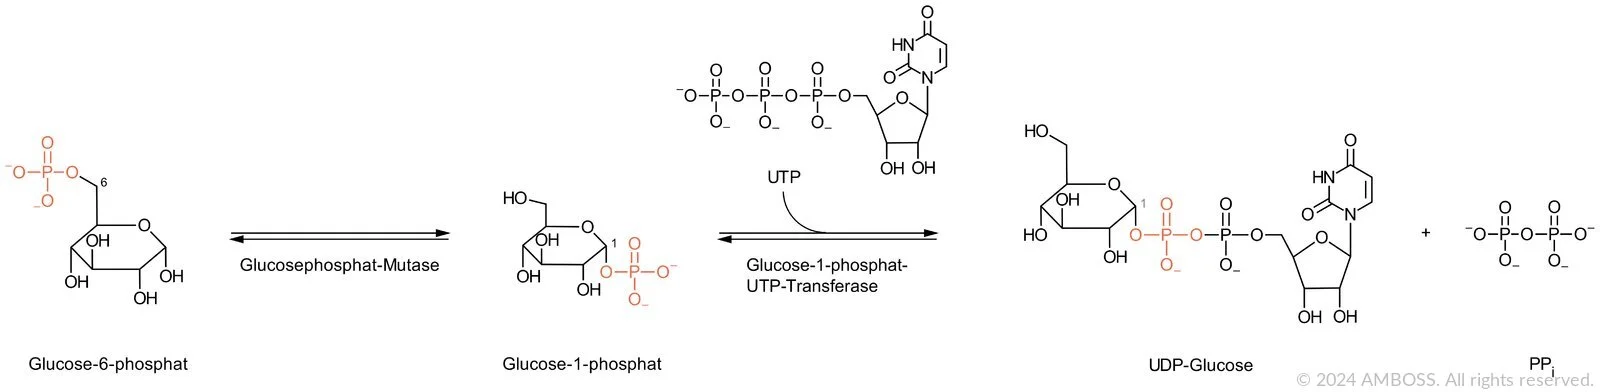 UTP
Glucosephosphat-Mutase
Glucose-1-phosphat-
UTP-Transferase
Glucose-6-phosphat
Glucose-1-phosphat
UDP-Glucose
+
PPi
6
1
1
⁻O P O P O P O O
O O O
O₋ O₋ O₋
O
HN
O N
OH OH
O
⁻O P O
O₋
O
OH
OH OH
OH
HO
O
OH
OH
OH
O P O⁻
O
O₋
HO
O
OH
HO
OH
O P O P O
O O
O₋ O₋
O
HN
O N
O
OH OH
O O
⁻O P O P O⁻
O₋ O₋
© 2024 AMBOSS. All rights reserved.